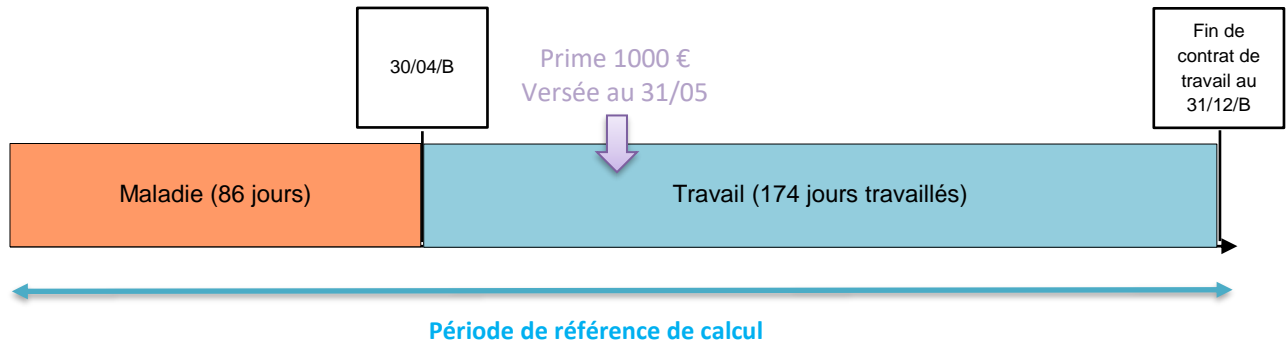 30/04/B
Prime 1000 €
Versée au 31/05
Fin de
contrat de
travail au
31/12/B
Maladie (86 jours)
Travail (174 jours travaillés)
Période de référence de calcul